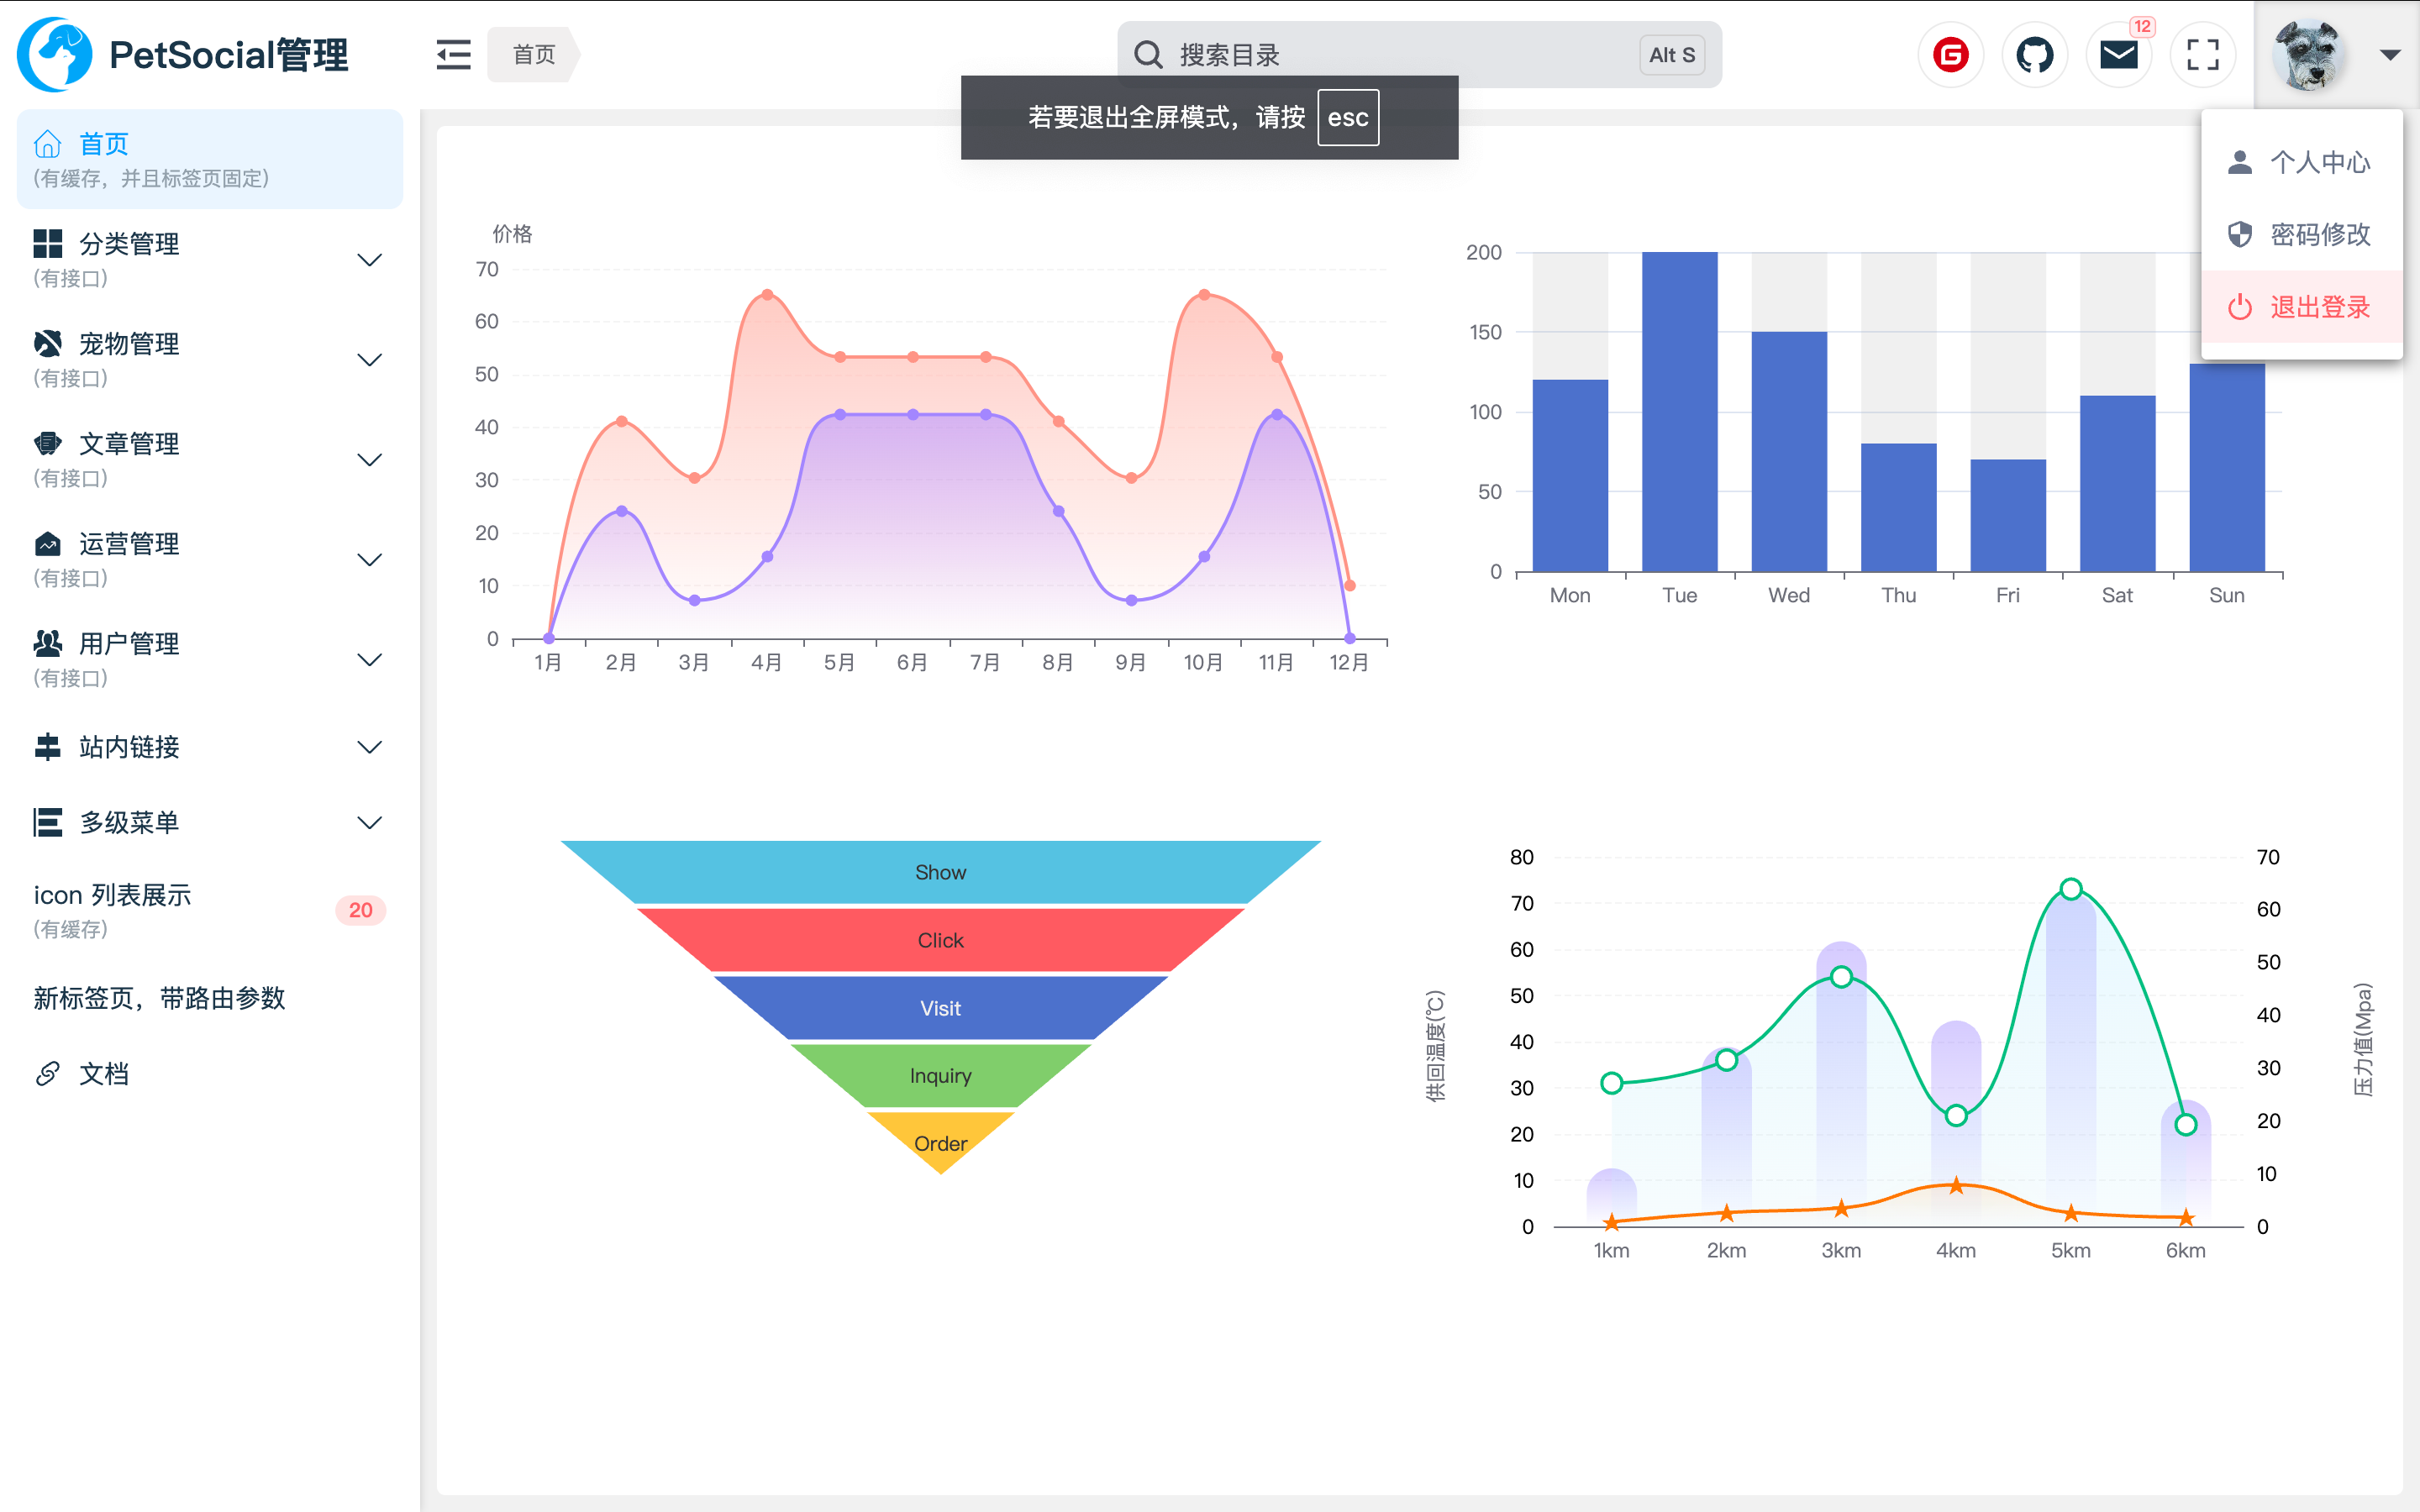 PetSocial管理
首页
搜索目录
Alt S
12
若要退出全屏模式，请按 esc
个人中心
密码修改
退出登录
首页
(有缓存，并且标签页固定)
分类管理
(有接口)
宠物管理
(有接口)
文章管理
(有接口)
运营管理
(有接口)
用户管理
(有接口)
站内链接
多级菜单
icon 列表展示
(有缓存)
20
新标签页，带路由参数
文档
价格
70
60
50
40
30
20
10
0
1月 2月 3月 4月 5月 6月 7月 8月 9月 10月 11月 12月
200
150
100
50
0
Mon Tue Wed Thu Fri Sat Sun
Show
Click
Visit
Inquiry
Order
供回温度(℃)
80
70
60
50
40
30
20
10
0
70
60
50
40
30
20
10
0
压力值(Mpa)
1km 2km 3km 4km 5km 6km